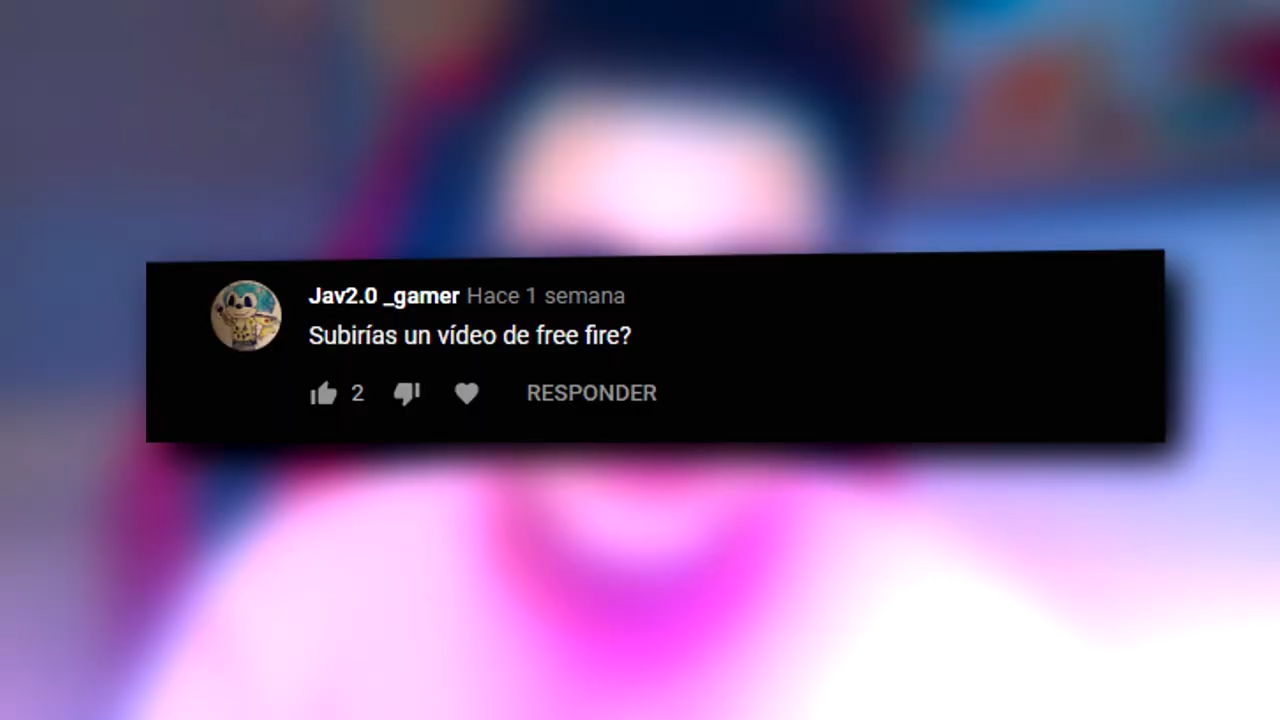 Jav2.0 _gamer Hace 1 semana
Subirías un vídeo de free fire?
2 RESPONDER